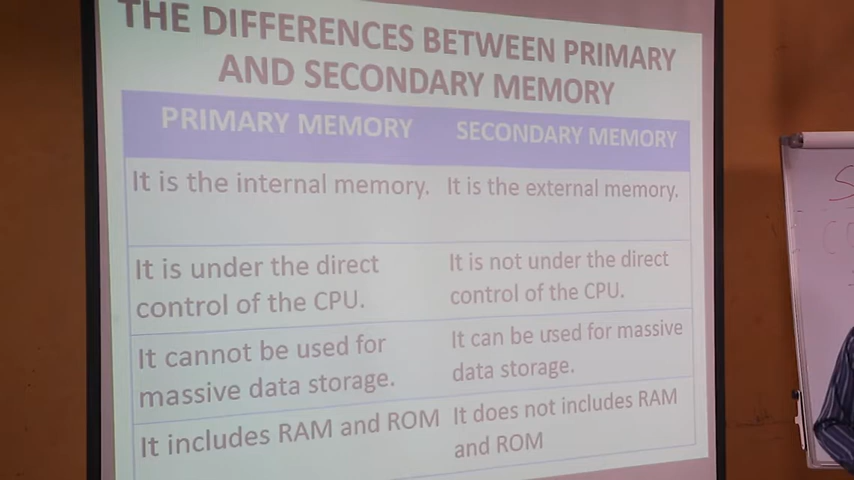 THE DIFFERENCES BETWEEN PRIMARY
AND SECONDARY MEMORY
PRIMARY MEMORY
SECONDARY MEMORY
It is the internal memory.
It is the external memory.
It is under the direct
control of the CPU.
It is not under the direct
control of the CPU.
It cannot be used for
massive data storage.
It can be used for massive
data storage.
It includes RAM and ROM
It does not includes RAM
and ROM